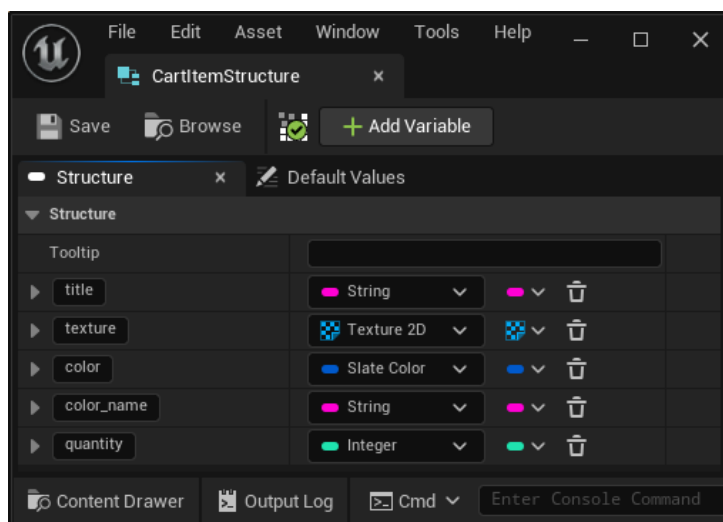 File Edit Asset Window Tools Help
CartItemStructure
Save Browse Add Variable
Structure Default Values
Structure
Tooltip
title String
texture Texture 2D
color Slate Color
color_name String
quantity Integer
Content Drawer Output Log Cmd Enter Console Command